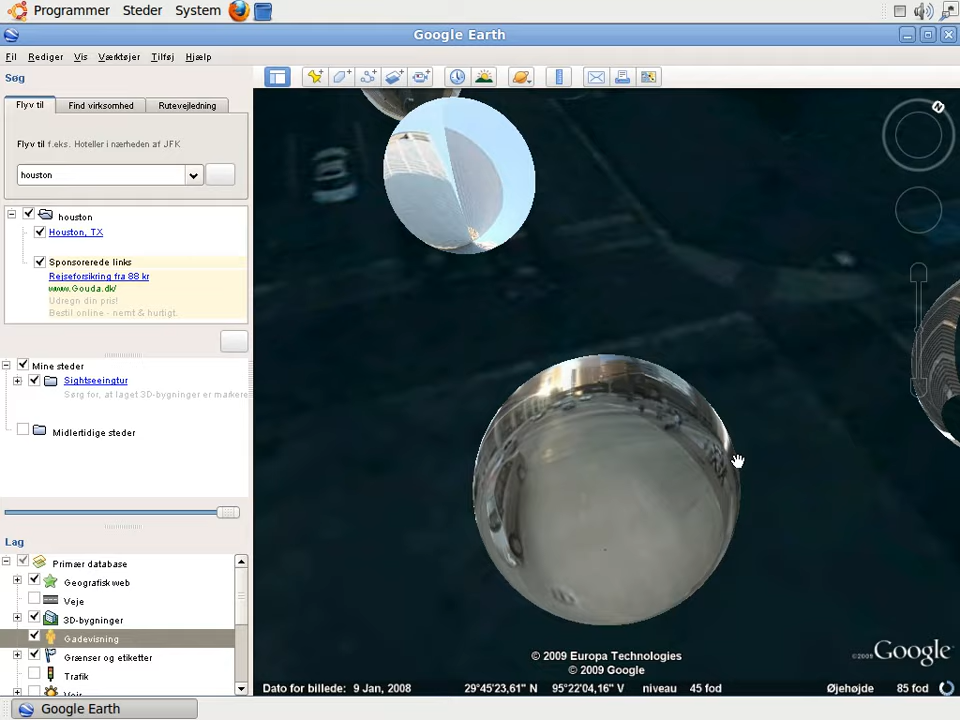 Programmer Steder System
Google Earth
Fil Rediger Vis Værktøjer Tilføj Hjælp
Søg
Flyv til Find virksomhed Rutevejledning
Flyv til f.eks. Hoteller i nærheden af JFK
houston
houston
Houston, TX
Sponsorerede links
Rejseforsikring fra 88 kr
www.Gouda.dk/
Udregn din pris!
Bestil online - nemt & hurtigt.
Mine steder
Sightseeingtur
Sørg for, at laget 3D-bygninger er markere
Midlertidige steder
Lag
Primær database
Geografisk web
Veje
3D-bygninger
Gadevisning
Grænser og etiketter
Trafik
Vejr
N
© 2009 Europa Technologies
© 2009 Google
©2009 Google
Dato for billede: 9 Jan, 2008 29°45'23,61" N 95°22'04,16" V niveau 45 fod Øjehøjde 85 fod
Google Earth